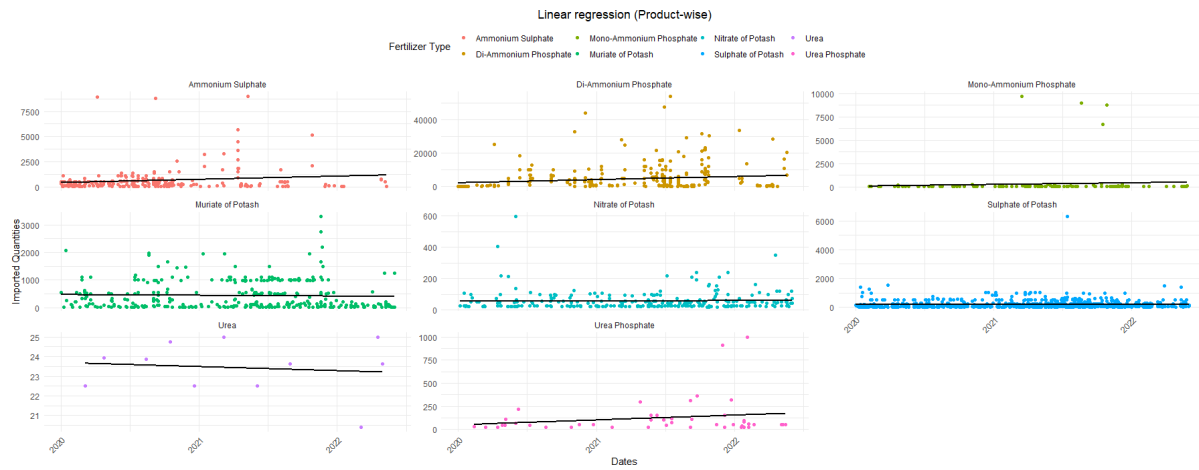 Linear regression (Product-wise)
Fertilizer Type
Ammonium Sulphate Mono-Ammonium Phosphate Nitrate of Potash Urea
Di-Ammonium Phosphate Muriate of Potash Sulphate of Potash Urea Phosphate
Ammonium Sulphate Di-Ammonium Phosphate Mono-Ammonium Phosphate
7500
5000
2500
0
40000
20000
0
10000
7500
5000
2500
0
Muriate of Potash Nitrate of Potash Sulphate of Potash
3000
2000
1000
0
600
400
200
0
6000
4000
2000
0
2020 2021 2022
Urea Urea Phosphate
25
24
23
22
21
1000
750
500
250
0
2020 2021 2022
2020 2021 2022
Imported Quantities
Dates